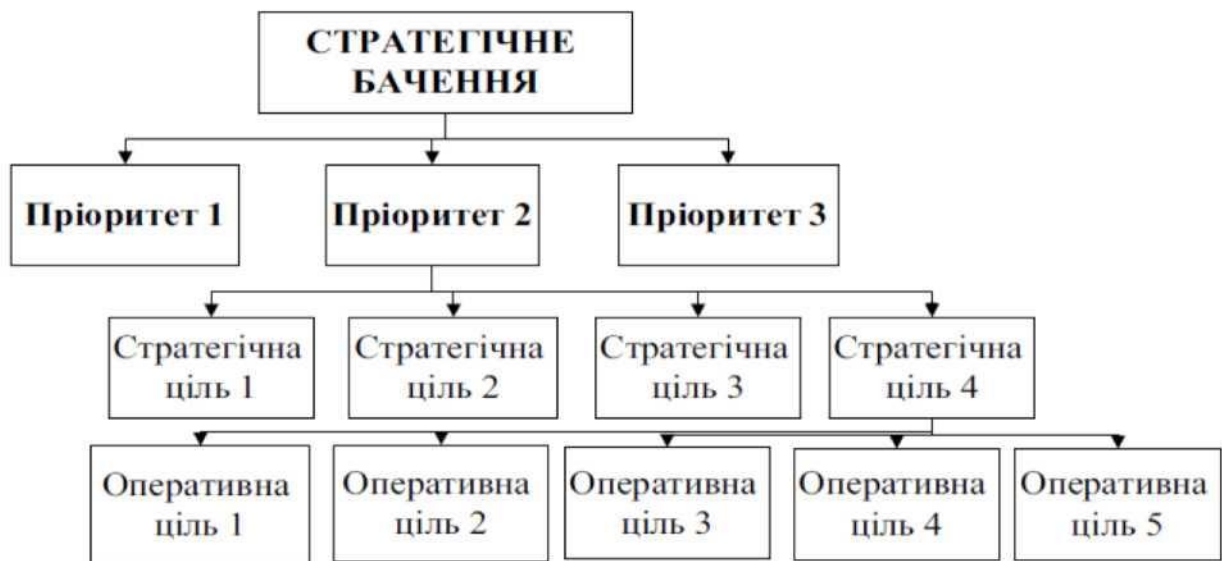 СТРАТЕГІЧНЕ
БАЧЕННЯ
Пріоритет 1
Пріоритет 2
Пріоритет 3
Стратегічна
ціль 1
Стратегічна
ціль 2
Стратегічна
ціль 3
Стратегічна
ціль 4
Оперативна
ціль 1
Оперативна
ціль 2
Оперативна
ціль 3
Оперативна
ціль 4
Оперативна
ціль 5